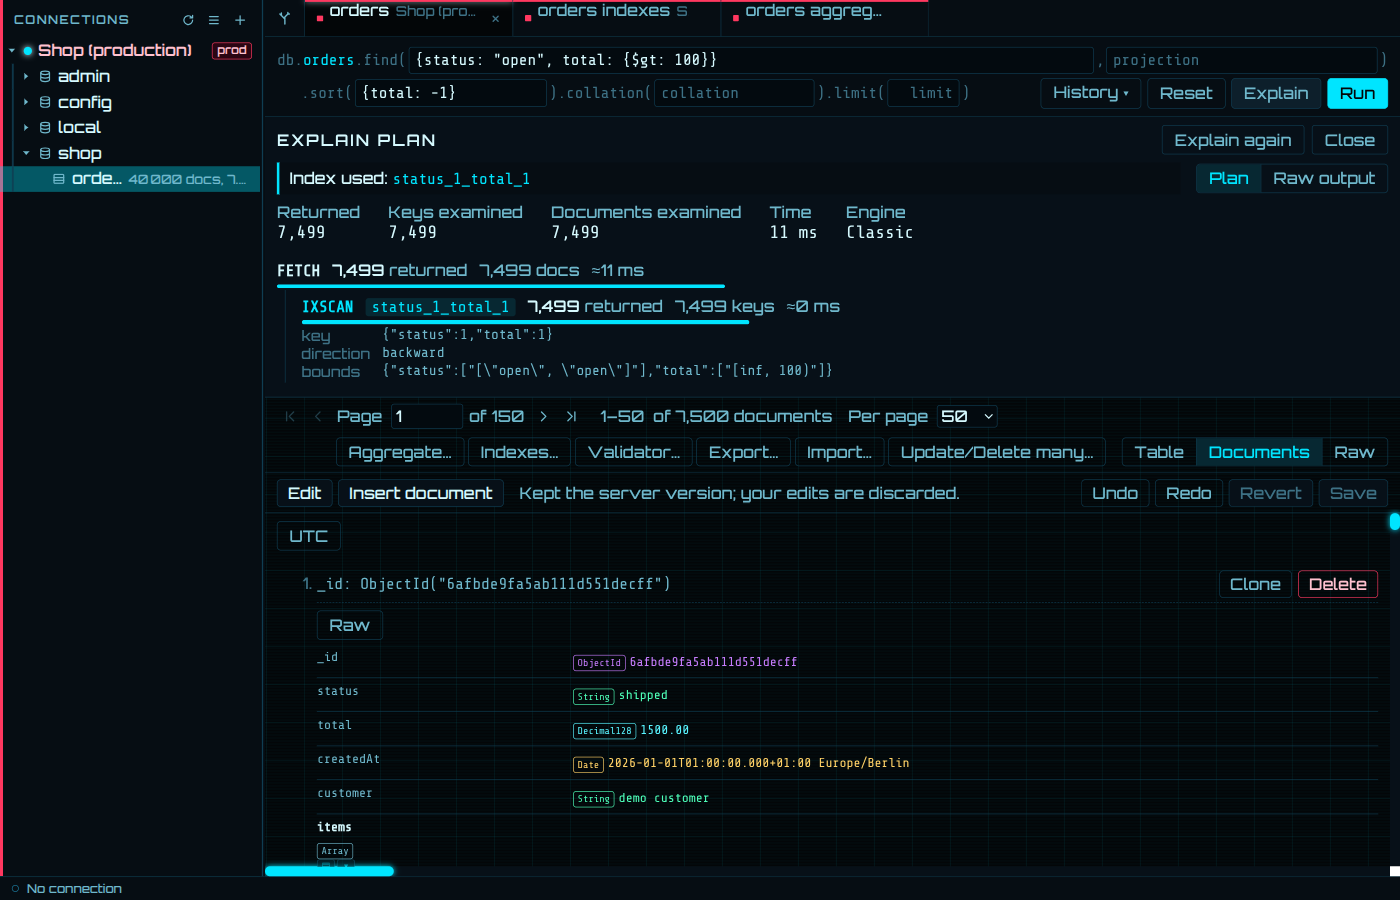 CONNECTIONS
Shop (production) prod
admin
config
local
shop
orde... 40 000 docs, 7....
orders Shop (pro... ×
orders indexes S
orders aggreg...
db.orders.find( {status: "open", total: {$gt: 100}} , projection )
.sort( {total: -1} ).collation( collation ).limit( limit )
History ▾ Reset Explain Run
EXPLAIN PLAN
Explain again Close
Index used: status_1_total_1
Plan Raw output
Returned Keys examined Documents examined Time Engine
7,499 7,499 7,499 11 ms Classic
FETCH 7,499 returned 7,499 docs ≈11 ms
IXSCAN status_1_total_1 7,499 returned 7,499 keys ≈0 ms
key {"status":1,"total":1}
direction backward
bounds {"status":["[\"open\", \"open\"]"],"total":["[inf, 100)"]}
Page 1 of 150 1–50 of 7,500 documents Per page 50
Aggregate... Indexes... Validator... Export... Import... Update/Delete many... Table Documents Raw
Edit Insert document Kept the server version; your edits are discarded. Undo Redo Revert Save
UTC
1. _id: ObjectId("6afbde9fa5ab111d551decff") Clone Delete
Raw
_id ObjectId 6afbde9fa5ab111d551decff
status String shipped
total Decimal128 1500.00
createdAt Date 2026-01-01T01:00:00.000+01:00 Europe/Berlin
customer String demo customer
items
Array
No connection